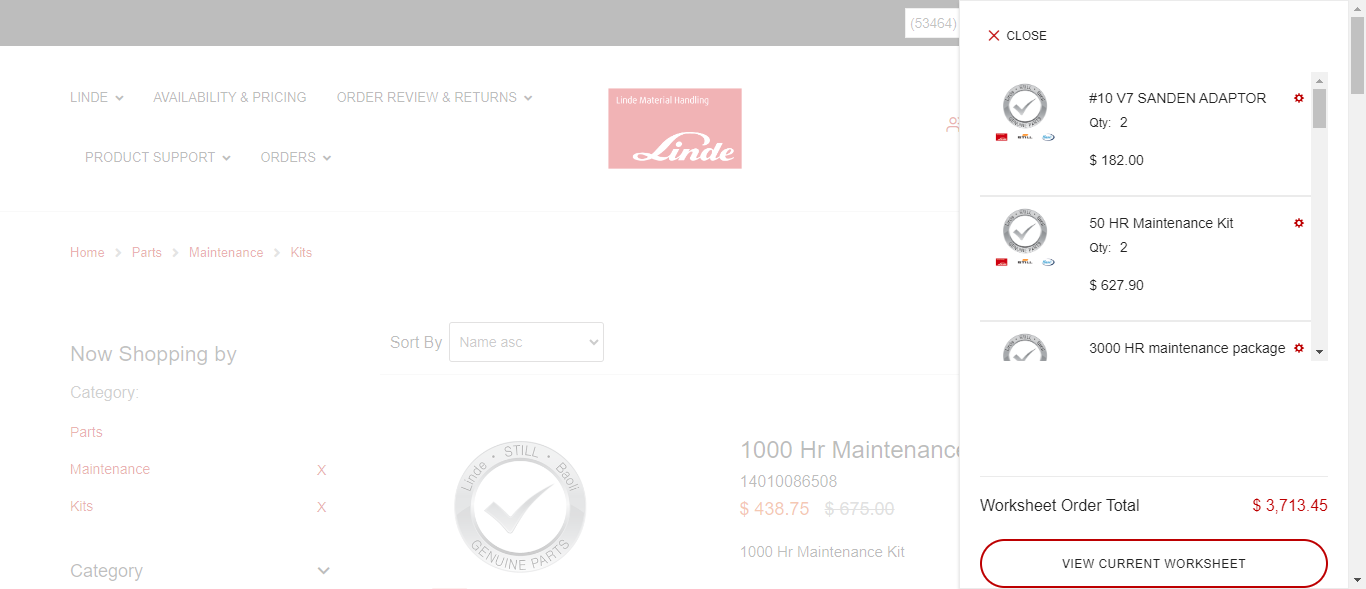 (53464)
LINDE
AVAILABILITY & PRICING
ORDER REVIEW & RETURNS
PRODUCT SUPPORT
ORDERS
Linde Material Handling
Linde
Home
Parts
Maintenance
Kits
Now Shopping by
Category:
Parts
Maintenance
X
Kits
X
Category
Sort By
Name asc
Linde • STILL • Baoli
GENUINE PARTS
1000 Hr Maintenance
14010086508
$ 438.75 $ 675.00
1000 Hr Maintenance Kit
CLOSE
#10 V7 SANDEN ADAPTOR
Qty: 2
$ 182.00
50 HR Maintenance Kit
Qty: 2
$ 627.90
3000 HR maintenance package
Worksheet Order Total
$ 3,713.45
VIEW CURRENT WORKSHEET